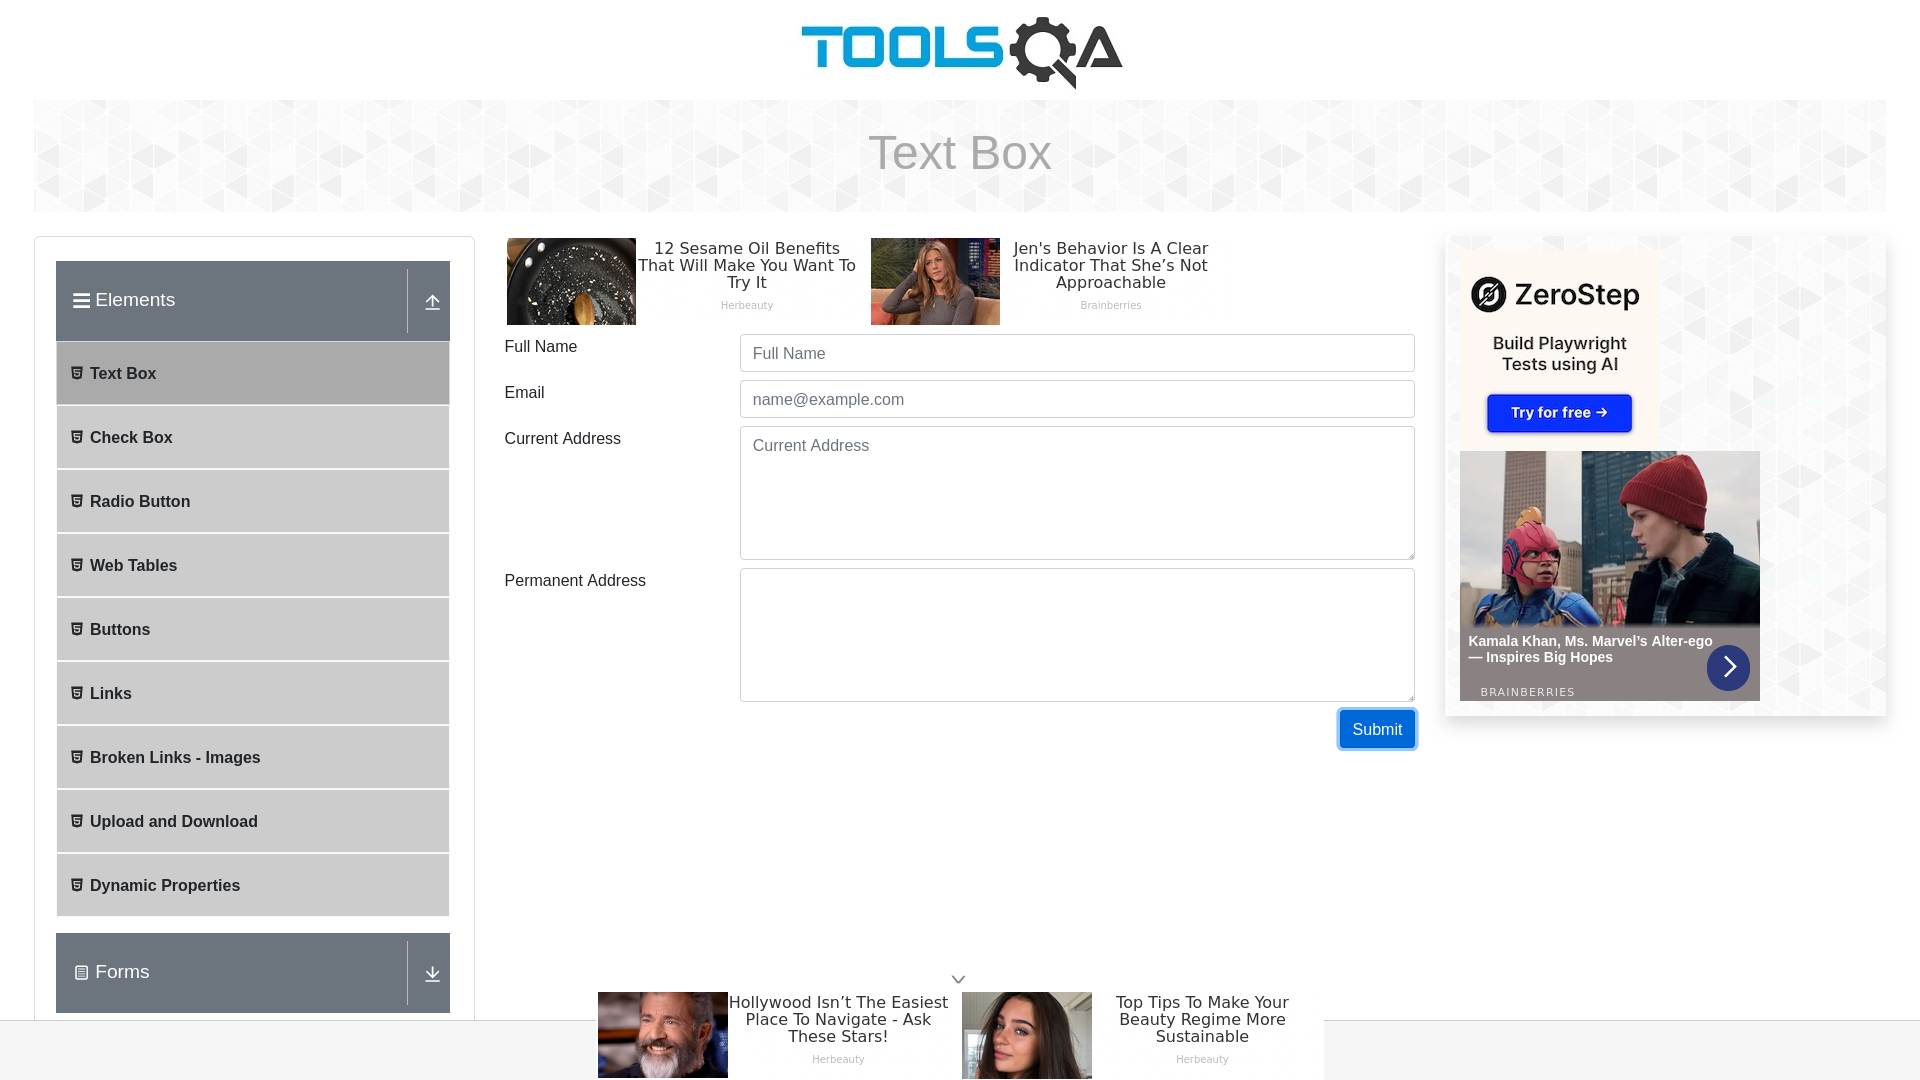 TOOLSQA
Text Box
Elements
Text Box
Check Box
Radio Button
Web Tables
Buttons
Links
Broken Links - Images
Upload and Download
Dynamic Properties
Forms
12 Sesame Oil Benefits
That Will Make You Want To
Try It
Herbeauty
Jen's Behavior Is A Clear
Indicator That She’s Not
Approachable
Brainberries
Full Name
Full Name
Email
name@example.com
Current Address
Current Address
Permanent Address
Submit
ZeroStep
Build Playwright
Tests using AI
Try for free →
Kamala Khan, Ms. Marvel’s Alter-ego
— Inspires Big Hopes
BRAINBERRIES
Hollywood Isn’t The Easiest
Place To Navigate - Ask
These Stars!
Herbeauty
Top Tips To Make Your
Beauty Regime More
Sustainable
Herbeauty